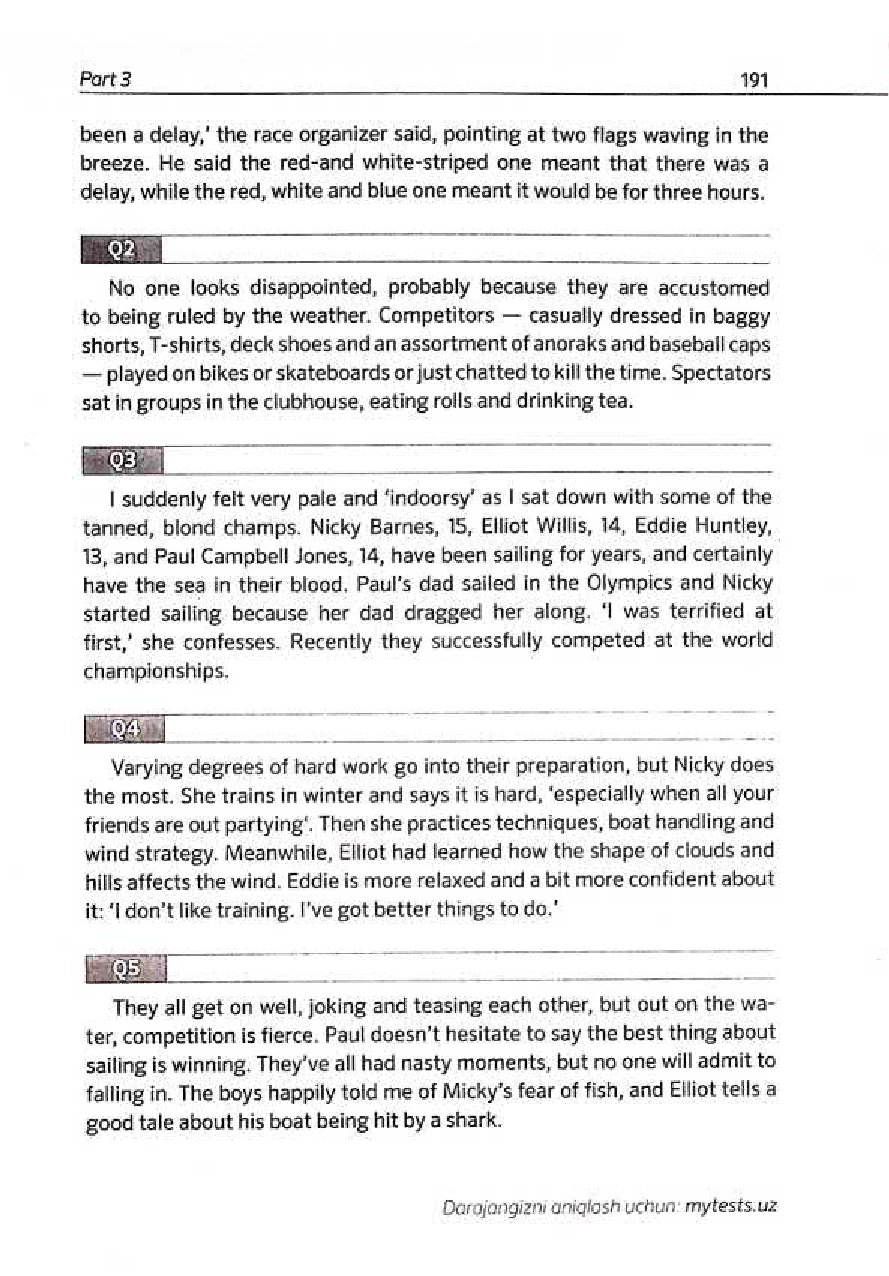 Part 3 191
been a delay,' the race organizer said, pointing at two flags waving in the
breeze. He said the red-and white-striped one meant that there was a
delay, while the red, white and blue one meant it would be for three hours.
Q2
No one looks disappointed, probably because they are accustomed
to being ruled by the weather. Competitors — casually dressed in baggy
shorts, T-shirts, deck shoes and an assortment of anoraks and baseball caps
— played on bikes or skateboards or just chatted to kill the time. Spectators
sat in groups in the clubhouse, eating rolls and drinking tea.
Q3
I suddenly felt very pale and ‘indoorsy’ as I sat down with some of the
tanned, blond champs. Nicky Barnes, 15, Elliot Willis, 14, Eddie Huntley,
13, and Paul Campbell Jones, 14, have been sailing for years, and certainly
have the sea in their blood. Paul's dad sailed in the Olympics and Nicky
started sailing because her dad dragged her along. ‘I was terrified at
first,’ she confesses. Recently they successfully competed at the world
championships.
Q4
Varying degrees of hard work go into their preparation, but Nicky does
the most. She trains in winter and says it is hard, ‘especially when all your
friends are out partying‘. Then she practices techniques, boat handling and
wind strategy. Meanwhile, Elliot had learned how the shape of clouds and
hills affects the wind. Eddie is more relaxed and a bit more confident about
it: ‘I don't like training. I've got better things to do.’
Q5
They all get on well, joking and teasing each other, but out on the wa-
ter, competition is fierce. Paul doesn't hesitate to say the best thing about
sailing is winning. They've all had nasty moments, but no one will admit to
falling in. The boys happily told me of Micky's fear of fish, and Elliot tells a
good tale about his boat being hit by a shark.
Darajangizni aniqlash uchun: mytests.uz